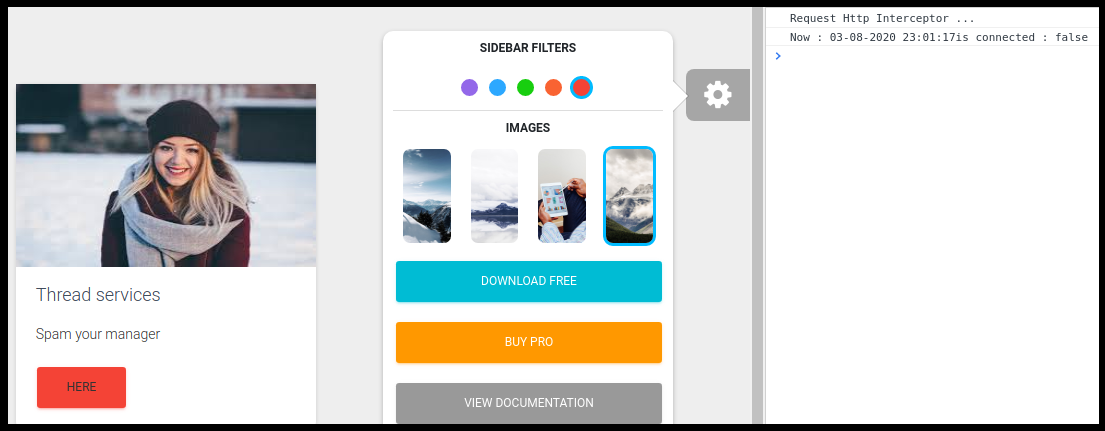 SIDEBAR FILTERS
IMAGES
DOWNLOAD FREE
BUY PRO
VIEW DOCUMENTATION
Thread services
Spam your manager
HERE
Request Http Interceptor ...
Now : 03-08-2020 23:01:17is connected : false